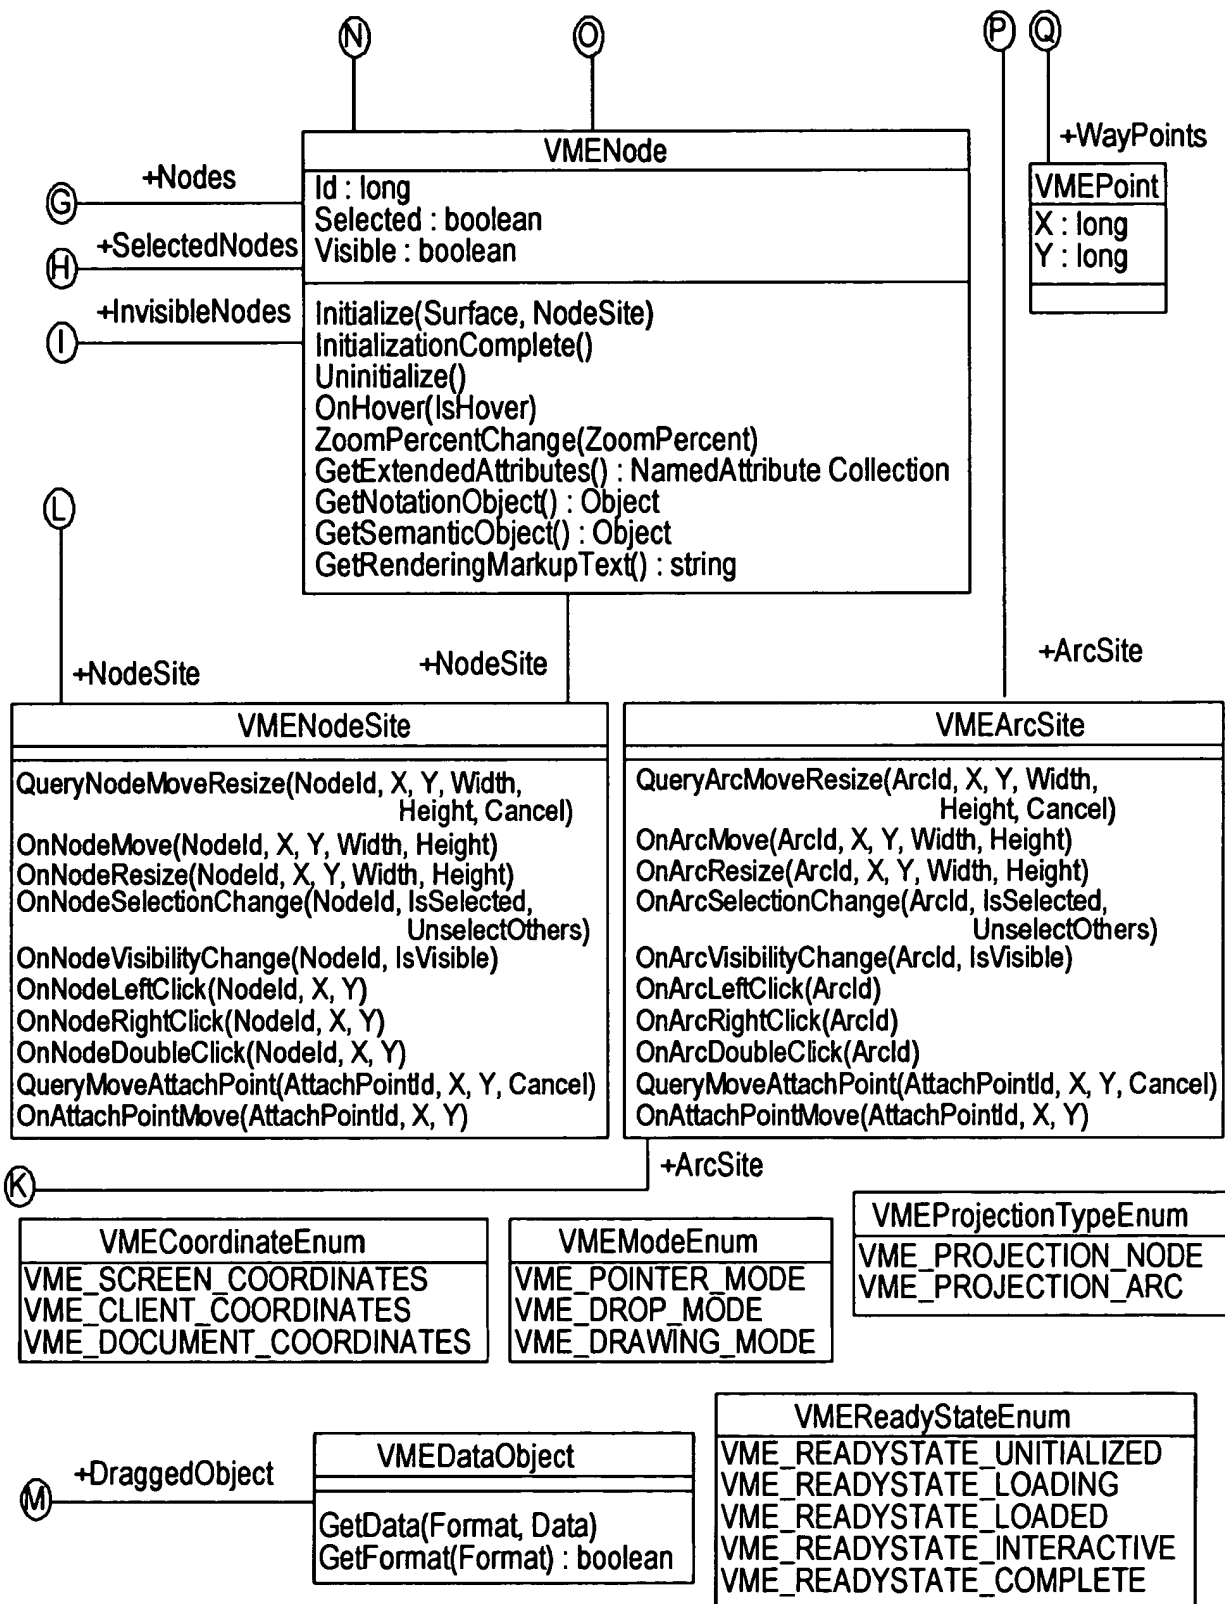 N
O
P
Q
+WayPoints
VMENode
Id : long
Selected : boolean
Visible : boolean
Initialize(Surface, NodeSite)
InitializationComplete()
Uninitialize()
OnHover(IsHover)
ZoomPercentChange(ZoomPercent)
GetExtendedAttributes() : NamedAttribute Collection
GetNotationObject() : Object
GetSemanticObject() : Object
GetRenderingMarkupText() : string
G
+Nodes
H
+SelectedNodes
I
+InvisibleNodes
VMEPoint
X : long
Y : long
L
+NodeSite
+NodeSite
+ArcSite
VMENodeSite
QueryNodeMoveResize(NodeId, X, Y, Width,
Height, Cancel)
OnNodeMove(NodeId, X, Y, Width, Height)
OnNodeResize(NodeId, X, Y, Width, Height)
OnNodeSelectionChange(NodeId, IsSelected,
UnselectOthers)
OnNodeVisibilityChange(NodeId, IsVisible)
OnNodeLeftClick(NodeId, X, Y)
OnNodeRightClick(NodeId, X, Y)
OnNodeDoubleClick(NodeId, X, Y)
QueryMoveAttachPoint(AttachPointId, X, Y, Cancel)
OnAttachPointMove(AttachPointId, X, Y)
VMEArcSite
QueryArcMoveResize(ArcId, X, Y, Width,
Height, Cancel)
OnArcMove(ArcId, X, Y, Width, Height)
OnArcResize(ArcId, X, Y, Width, Height)
OnArcSelectionChange(ArcId, IsSelected,
UnselectOthers)
OnArcVisibilityChange(ArcId, IsVisible)
OnArcLeftClick(ArcId)
OnArcRightClick(ArcId)
OnArcDoubleClick(ArcId)
QueryMoveAttachPoint(AttachPointId, X, Y, Cancel)
OnAttachPointMove(AttachPointId, X, Y)
K
+ArcSite
VMECoordinateEnum
VME_SCREEN_COORDINATES
VME_CLIENT_COORDINATES
VME_DOCUMENT_COORDINATES
VMEModeEnum
VME_POINTER_MODE
VME_DROP_MODE
VME_DRAWING_MODE
VMEProjectionTypeEnum
VME_PROJECTION_NODE
VME_PROJECTION_ARC
M
+DraggedObject
VMEDataObject
GetData(Format, Data)
GetFormat(Format) : boolean
VMEReadyStateEnum
VME_READYSTATE_UNITIALIZED
VME_READYSTATE_LOADING
VME_READYSTATE_LOADED
VME_READYSTATE_INTERACTIVE
VME_READYSTATE_COMPLETE